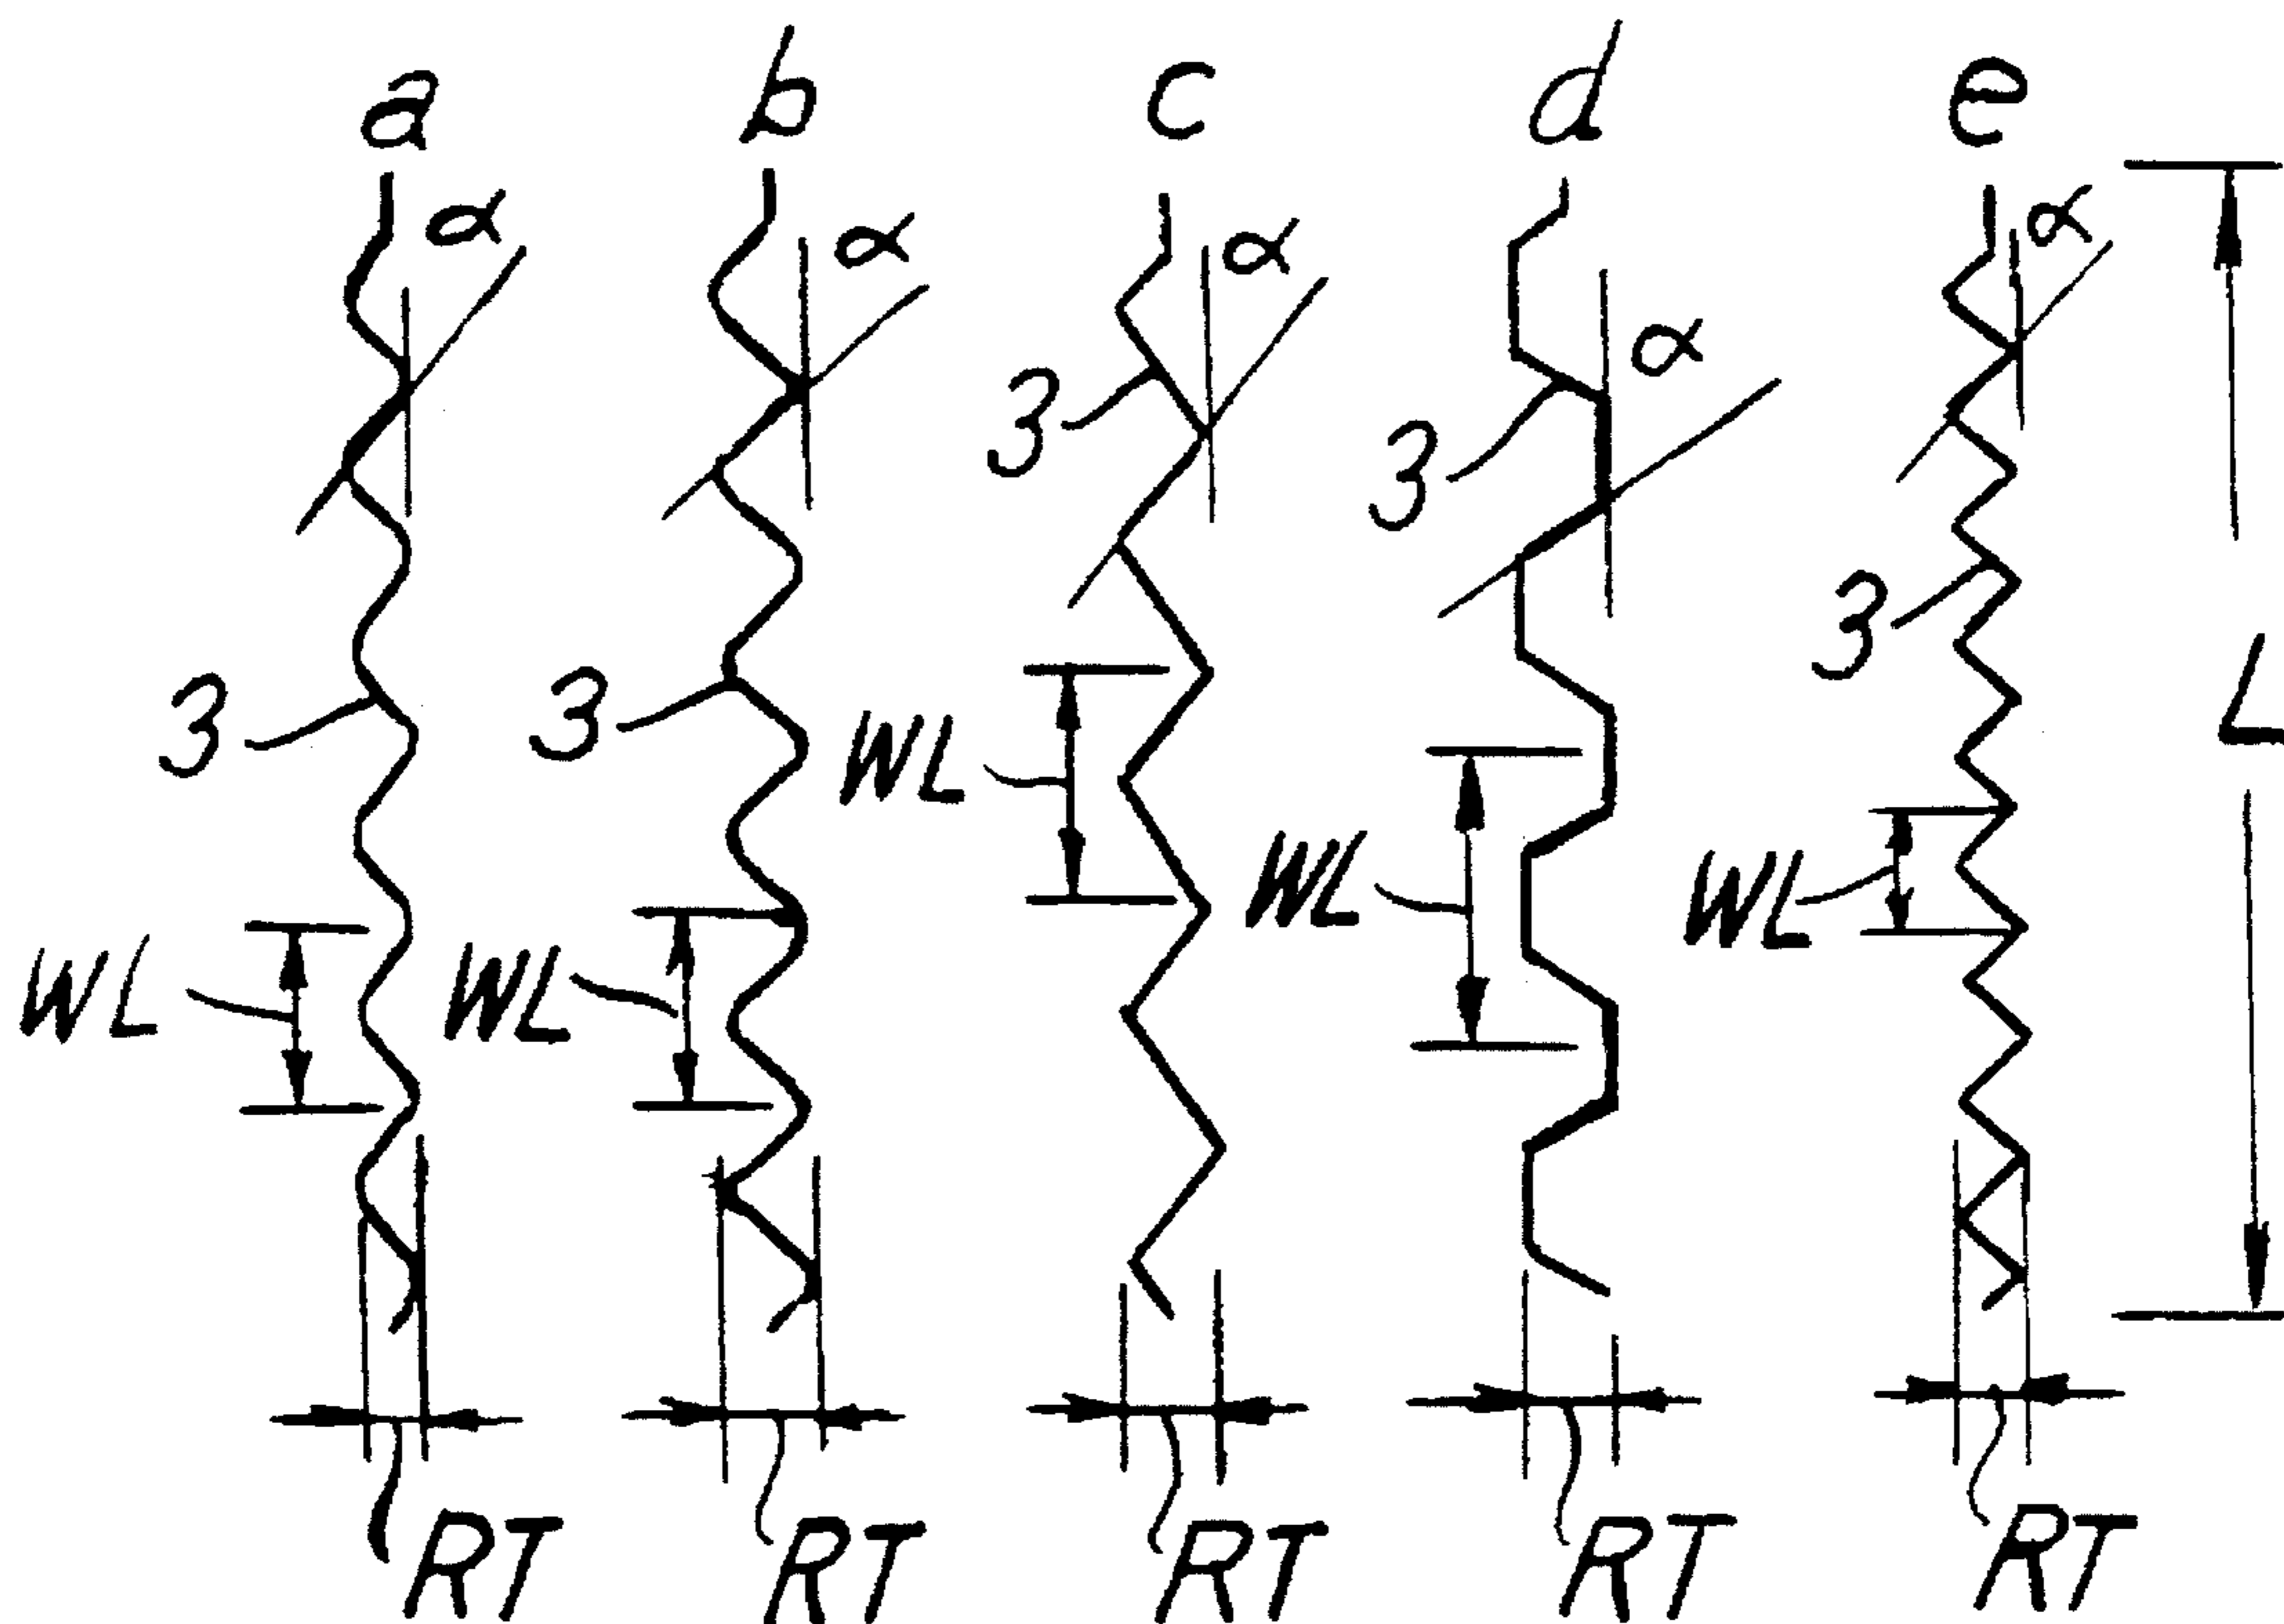 a b c d e
α α α α α
3 3 3 3 3
WL WL WL WL WL
L
RT RT RT RT RT